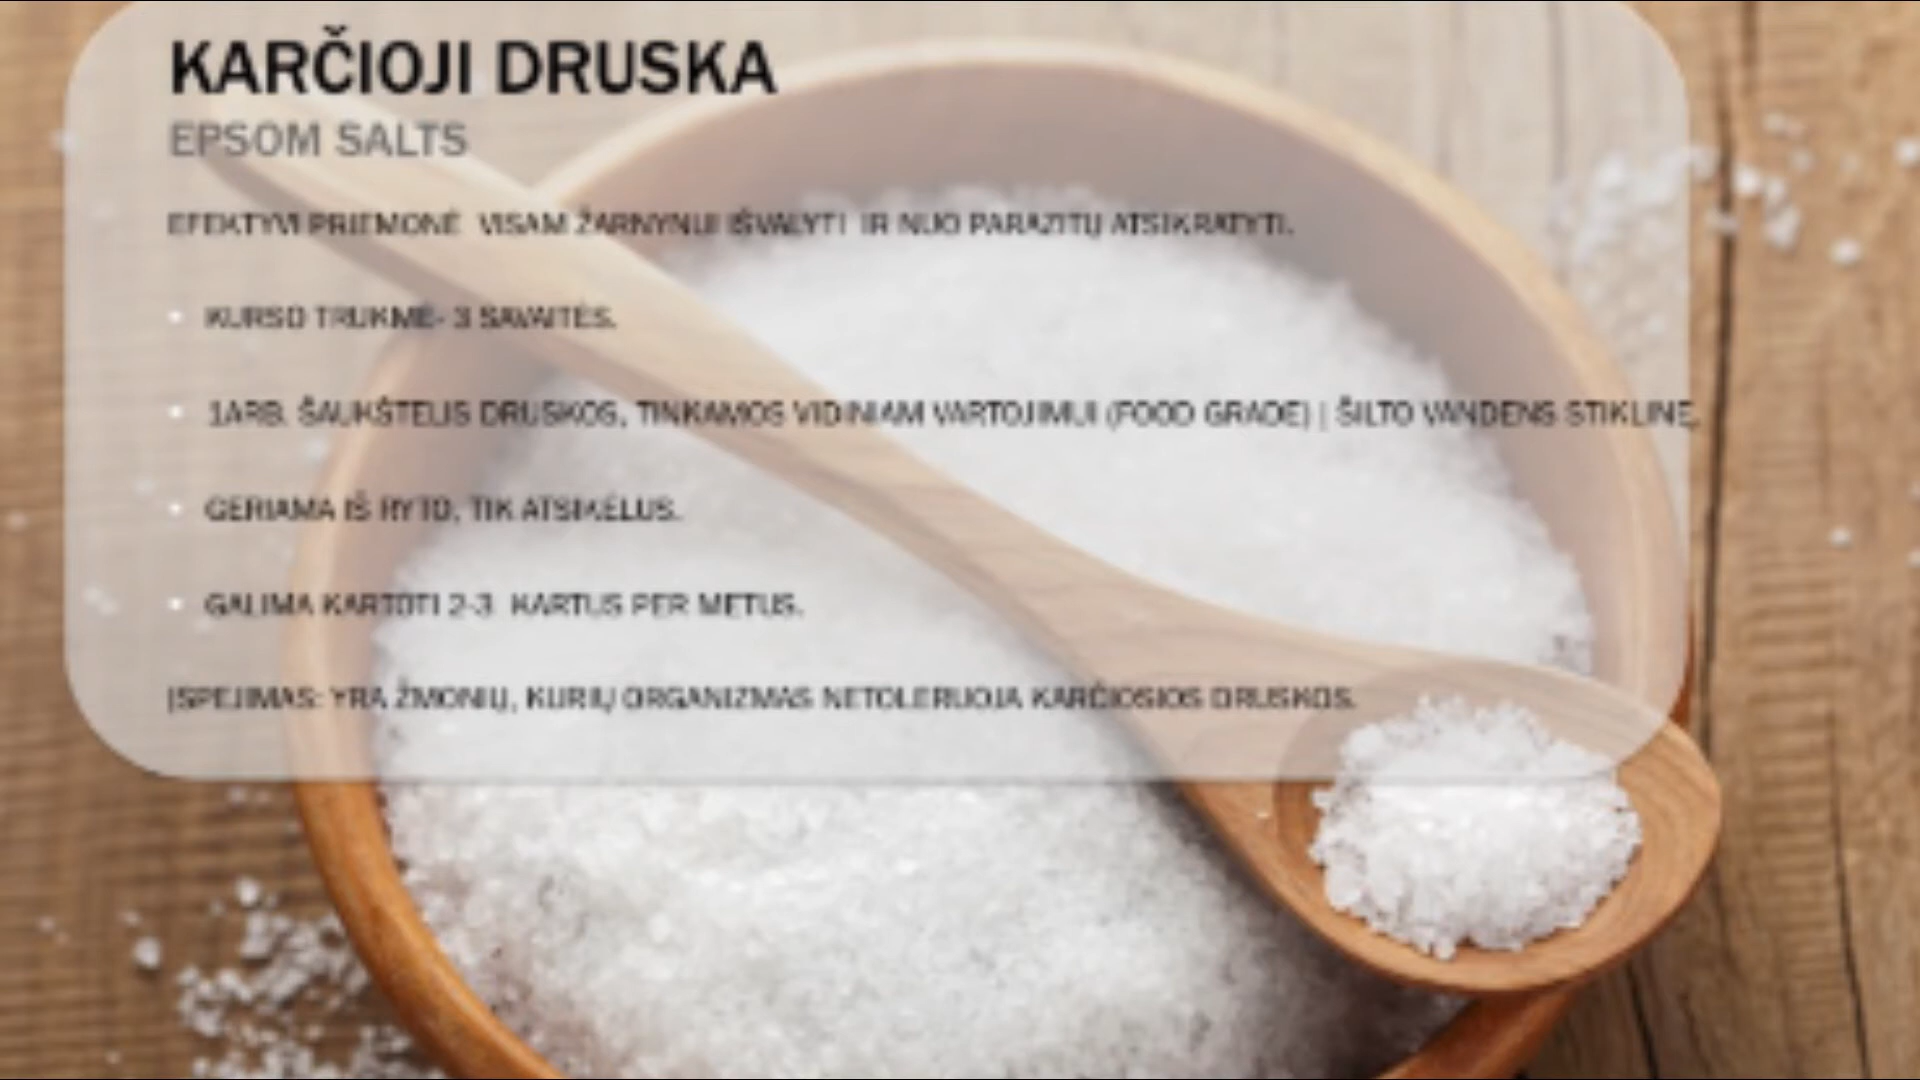 KARČIOJI DRUSKA
EPSOM SALTS
EFEKTYVI PRIEMONĖ VISAM ŽARNYNUI IŠVALYTI IR NUO PARAZITŲ ATSIKRATYTI.
• KURSO TRUKMĖ- 3 SAVAITĖS.
• 1ARB. ŠAUKŠTELIS DRUSKOS, TINKAMOS VIDINIAM VARTOJIMUI (FOOD GRADE) Į ŠILTO VANDENS STIKLINĘ.
• GERIAMA IŠ RYTO, TIK ATSIKĖLUS.
• GALIMA KARTOTI 2-3 KARTUS PER METUS.
ĮSPĖJIMAS: YRA ŽMONIŲ, KURIŲ ORGANIZMAS NETOLERUOJA KARČIOSIOS DRUSKOS.